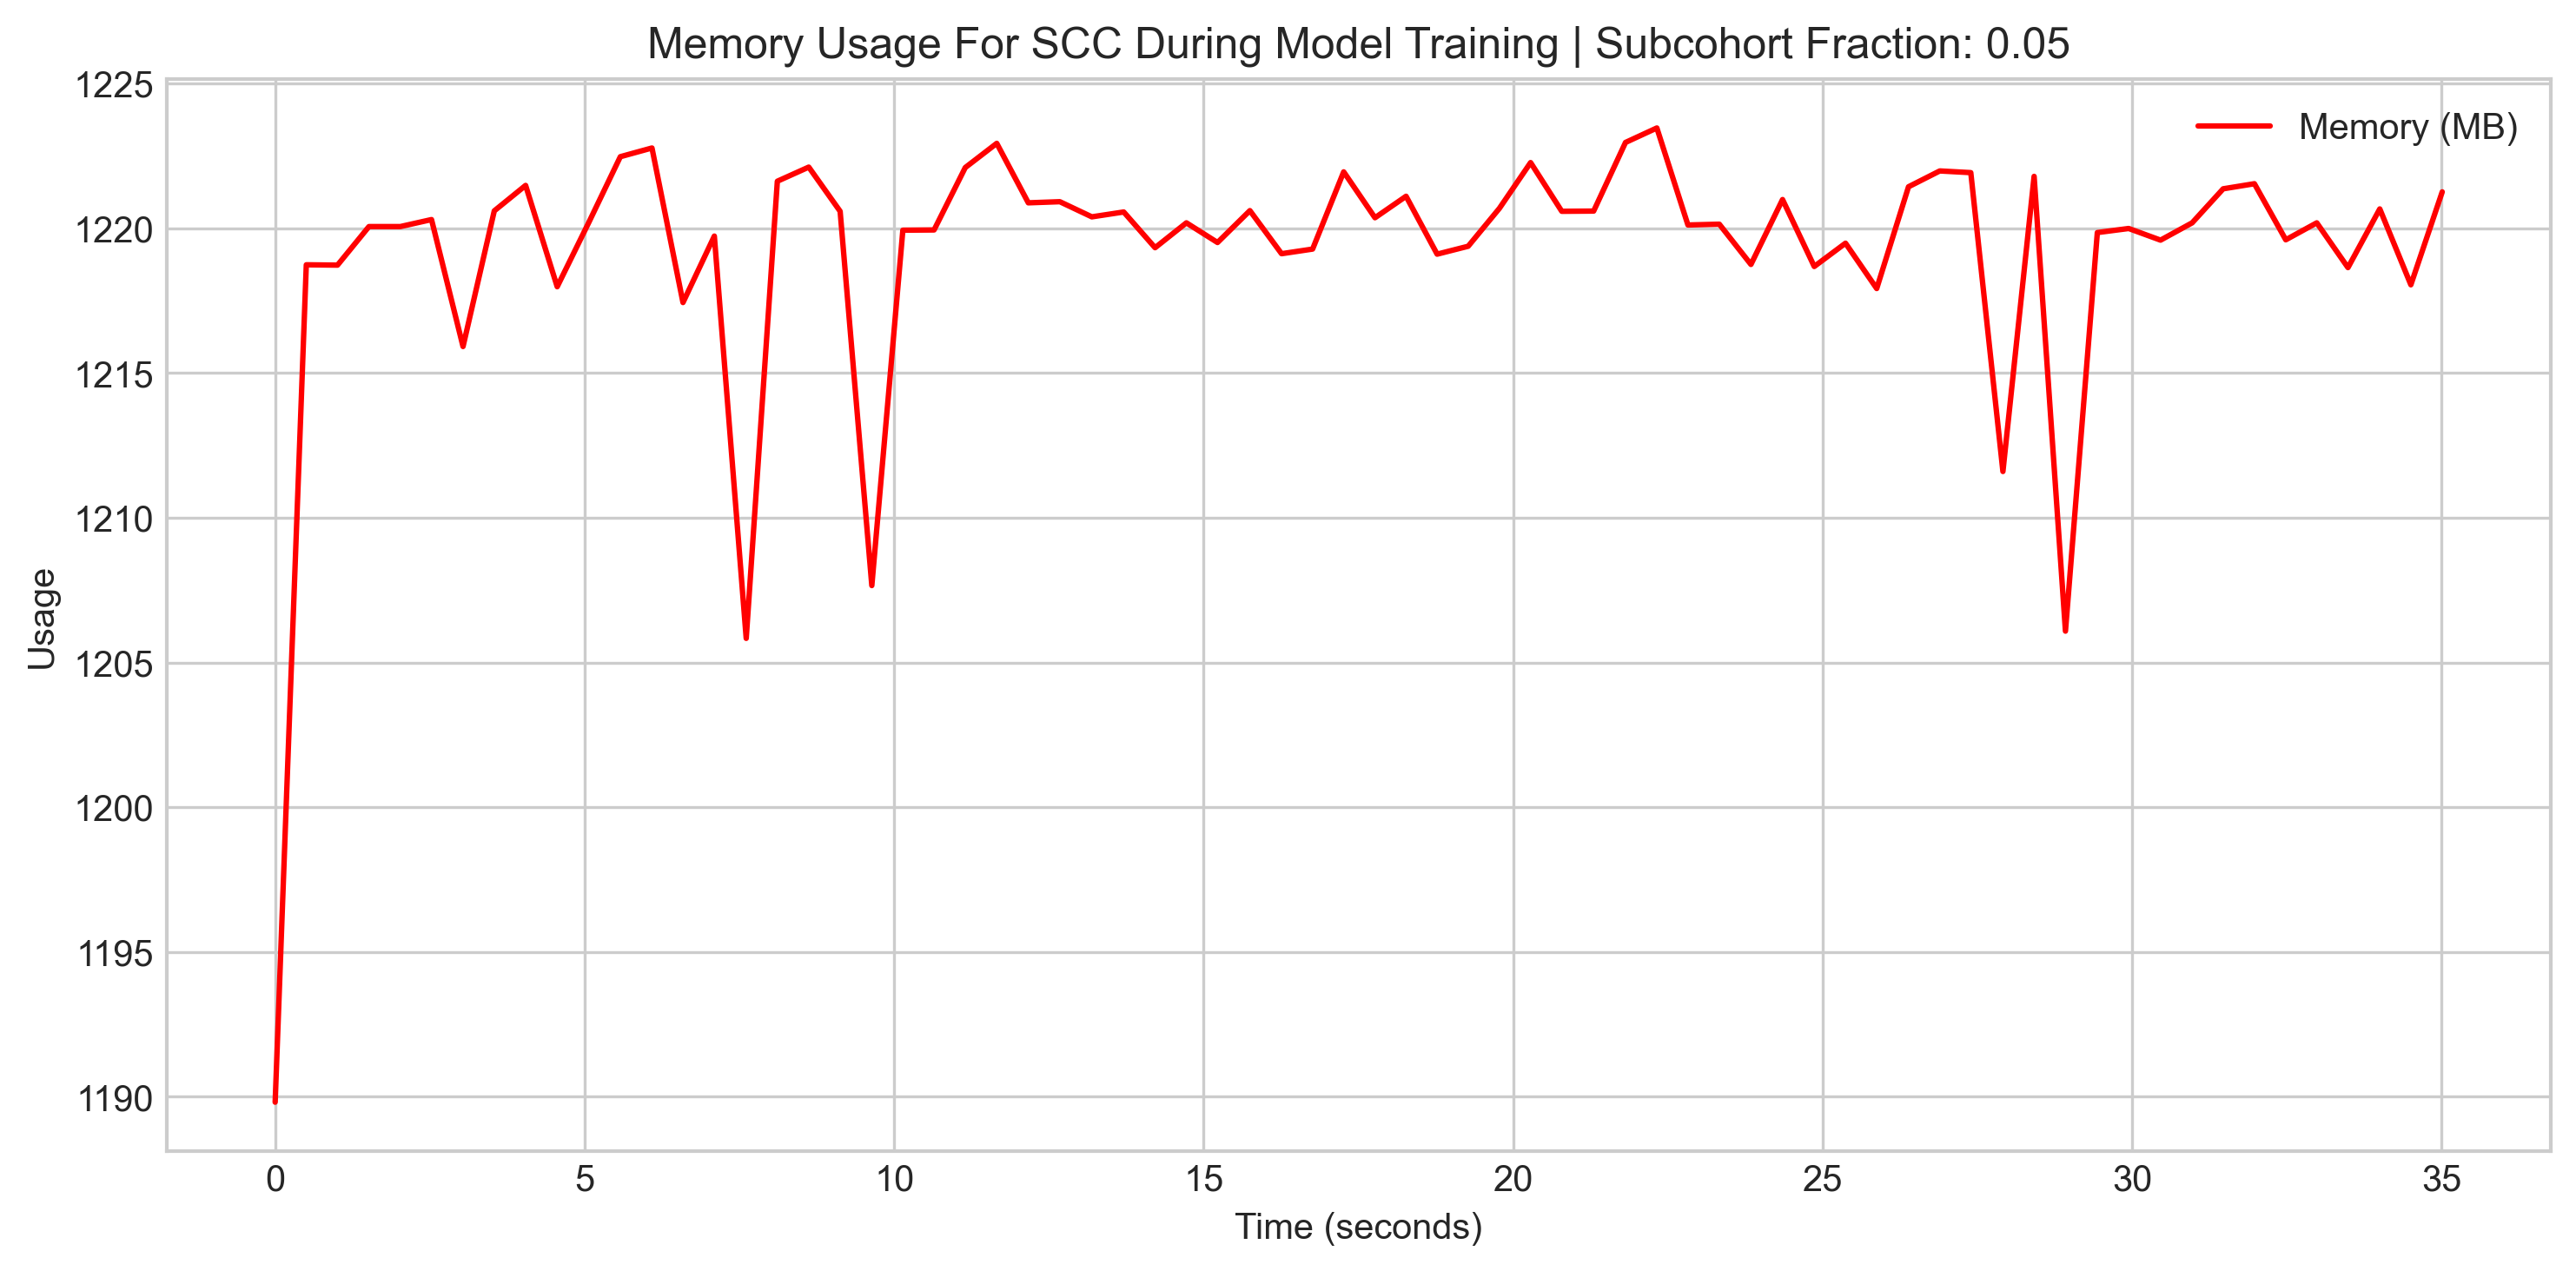 Memory Usage For SCC During Model Training | Subcohort Fraction: 0.05
1225
1220
1215
1210
1205
1200
1195
1190
Usage
Memory (MB)
0 5 10 15 20 25 30 35
Time (seconds)